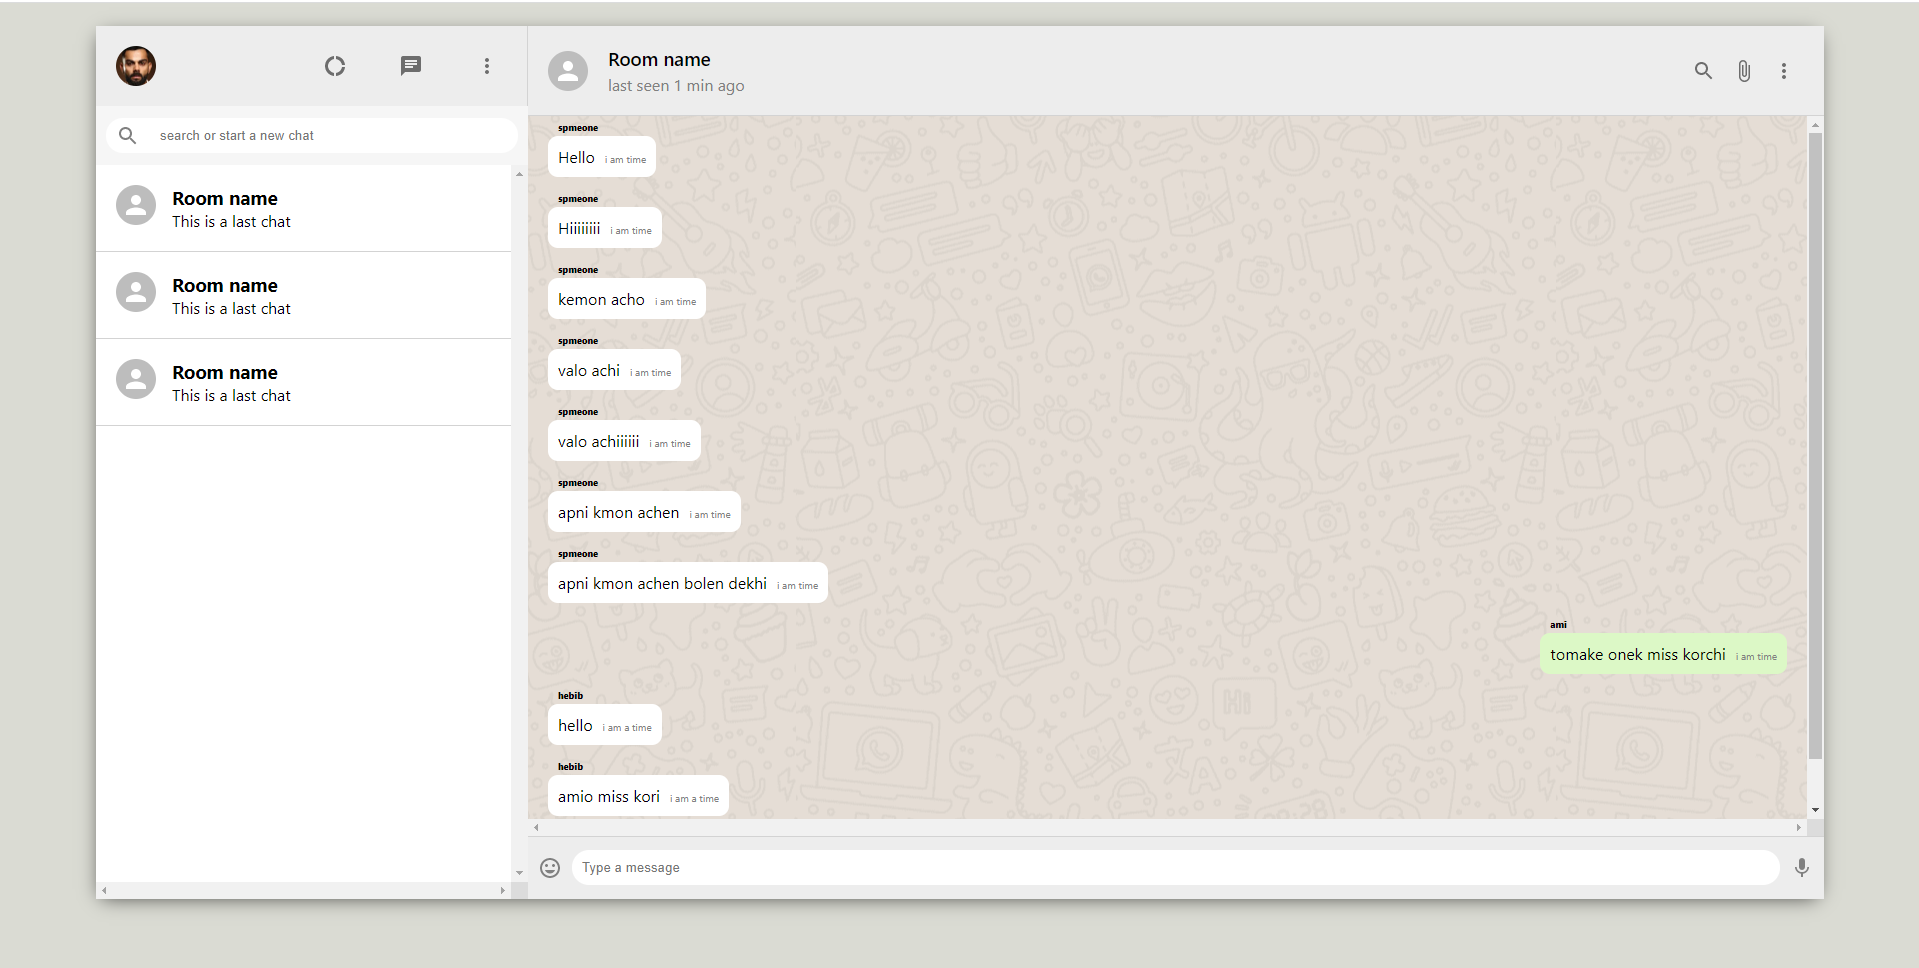 search or start a new chat
Room name
This is a last chat
Room name
This is a last chat
Room name
This is a last chat
Room name
last seen 1 min ago
spmeone
Hello i am time
spmeone
Hiiiiiiii i am time
spmeone
kemon acho i am time
spmeone
valo achi i am time
spmeone
valo achiiiiii i am time
spmeone
apni kmon achen i am time
spmeone
apni kmon achen bolen dekhi i am time
ami
tomake onek miss korchi i am time
hebib
hello i am a time
hebib
amio miss kori i am a time
Hi
Type a message